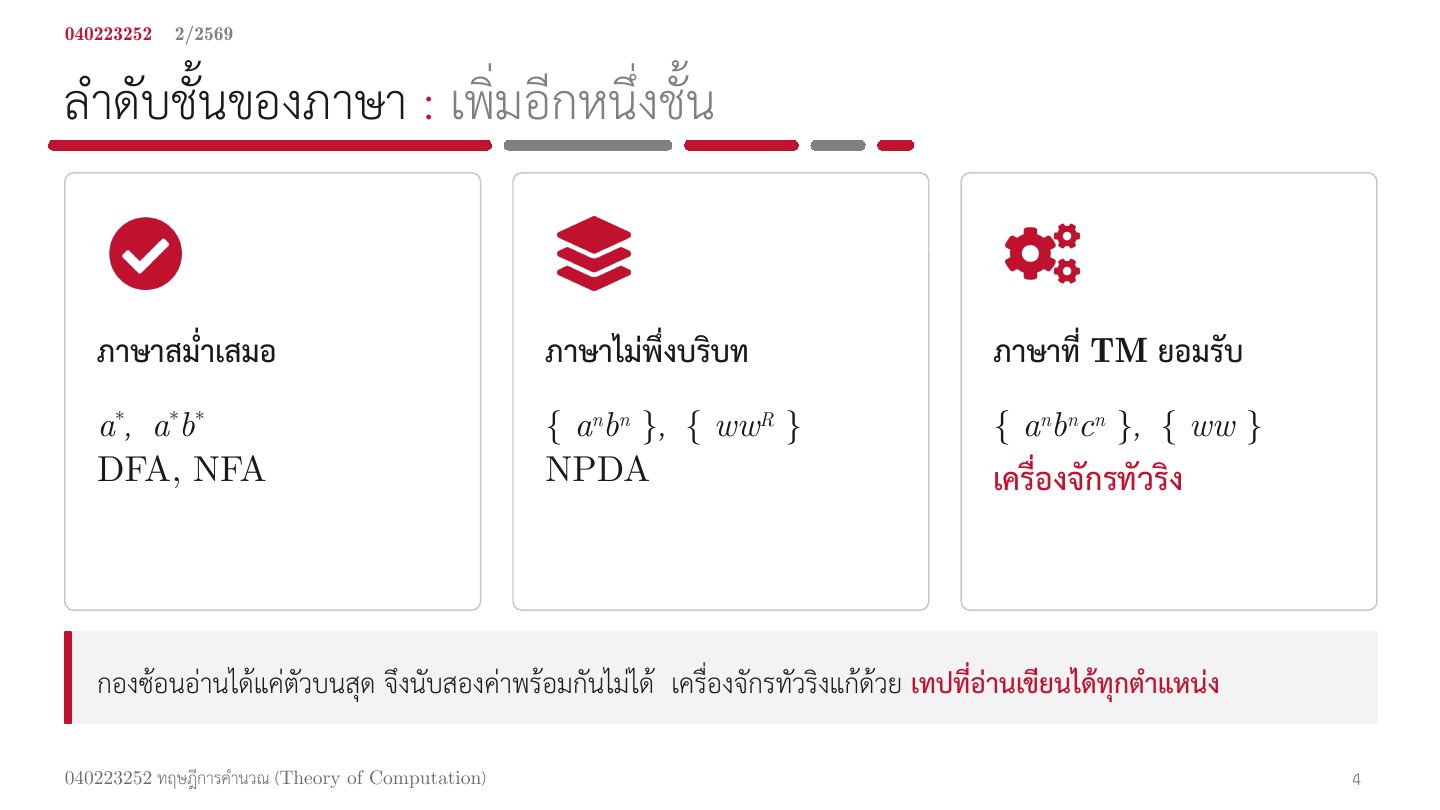 040223252 2/2569
ลำดับชั้นของภาษา : เพิ่มอีกหนึ่งชั้น
ภาษาสม่ำเสมอ
a*, a*b*
DFA, NFA
ภาษาไม่พึ่งบริบท
{ aⁿbⁿ }, { wwᴿ }
NPDA
ภาษาที่ TM ยอมรับ
{ aⁿbⁿcⁿ }, { ww }
เครื่องจักรทัวริง
กองซ้อนอ่านได้แค่ตัวบนสุด จึงนับสองค่าพร้อมกันไม่ได้ เครื่องจักรทัวริงแก้ด้วย เทปที่อ่านเขียนได้ทุกตำแหน่ง
040223252 ทฤษฎีการคำนวณ (Theory of Computation) 4